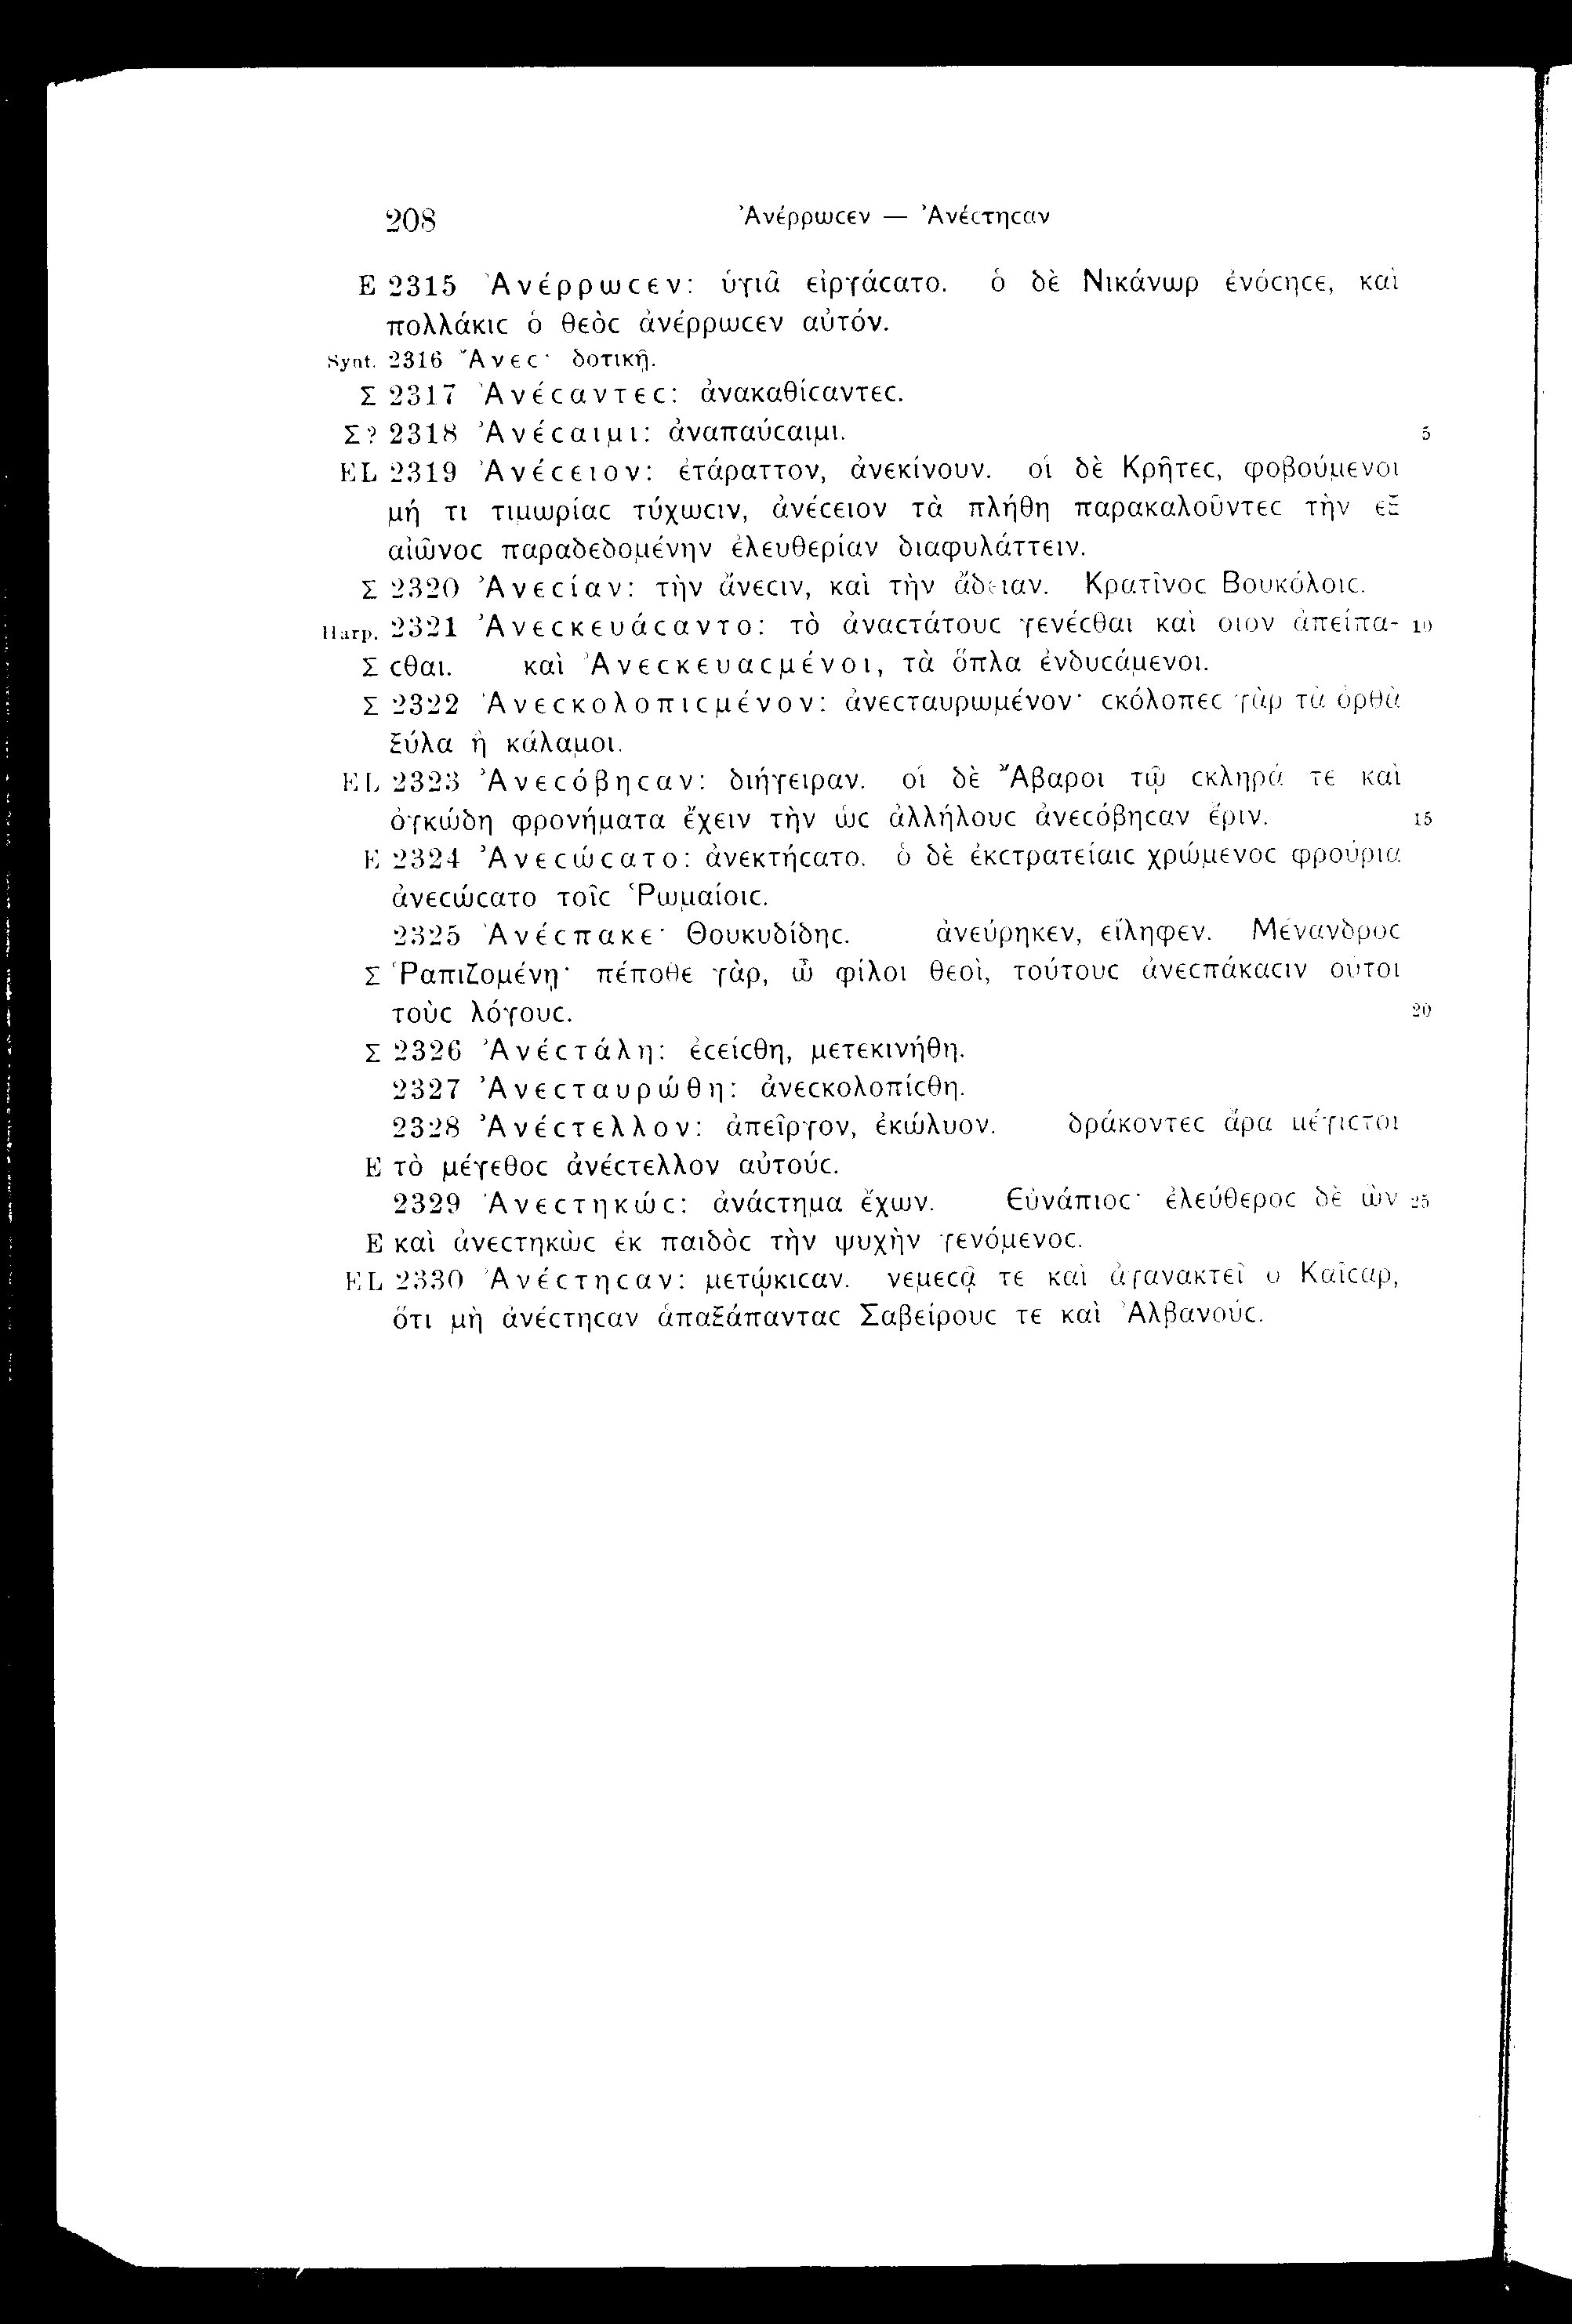 208 Ἀνέρρωϲεν — Ἀνέϲτηϲαν
E 2315 Ἀνέρρωϲεν: ὑγιᾶ εἰργάϲατο. ὁ δὲ Νικάνωρ ἐνόϲηϲε, καὶ
πολλάκιϲ ὁ θεὸϲ ἀνέρρωϲεν αὐτόν.
Synt. 2316 Ἄνεϲ· δοτικῇ.
Σ 2317 Ἀνέϲαντεϲ: ἀνακαθίϲαντεϲ.
Σ? 2318 Ἀνέϲαιμι: ἀναπαύϲαιμι. 5
EL 2319 Ἀνέϲειον: ἐτάραττον, ἀνεκίνουν. οἱ δὲ Κρῆτεϲ, φοβούμενοι
μή τι τιμωρίαϲ τύχωϲιν, ἀνέϲειον τὰ πλήθη παρακαλοῦντεϲ τὴν ἐξ
αἰῶνοϲ παραδεδομένην ἐλευθερίαν διαφυλάττειν.
Σ 2320 Ἀνεϲίαν: τὴν ἄνεϲιν, καὶ τὴν ἄδειαν. Κρατῖνοϲ Βουκόλοιϲ.
Harp. 2321 Ἀνεϲκευάϲαντο: τὸ ἀναϲτάτουϲ γενέϲθαι καὶ οἷον ἀπείπα- 10
Σ ϲθαι. καὶ Ἀνεϲκευαϲμένοι, τὰ ὅπλα ἐνδυϲάμενοι.
Σ 2322 Ἀνεϲκολοπιϲμένον: ἀνεϲταυρωμένον· ϲκόλοπεϲ γὰρ τὰ ὀρθὰ
ξύλα ἢ κάλαμοι.
EL 2323 Ἀνεϲόβηϲαν: διήγειραν. οἱ δὲ Ἄβαροι τῷ ϲκληρά τε καὶ
ὀγκώδη φρονήματα ἔχειν τὴν ὡϲ ἀλλήλουϲ ἀνεϲόβηϲαν ἔριν. 15
E 2324 Ἀνεϲώϲατο: ἀνεκτήϲατο. ὁ δὲ ἐκϲτρατείαιϲ χρώμενοϲ φρούρια
ἀνεϲώϲατο τοῖϲ Ῥωμαίοιϲ.
2325 Ἀνέϲπακε· Θουκυδίδηϲ. ἀνεύρηκεν, εἴληφεν. Μένανδροϲ
Σ Ῥαπιζομένῃ· πέποθε γὰρ, ὦ φίλοι θεοὶ, τούτουϲ ἀνεϲπάκαϲιν οὗτοι
τοὺϲ λόγουϲ. 20
Σ 2326 Ἀνέϲτάλη: ἐϲείϲθη, μετεκινήθη.
2327 Ἀνεϲταυρώθη: ἀνεϲκολοπίϲθη.
2328 Ἀνέϲτελλον: ἀπεῖργον, ἐκώλυον. δράκοντεϲ ἄρα μέγιϲτοι
E τὸ μέγεθοϲ ἀνέϲτελλον αὐτούϲ.
2329 Ἀνεϲτηκώϲ: ἀνάϲτημα ἔχων. Εὐνάπιοϲ· ἐλεύθεροϲ δὲ ὢν 25
E καὶ ἀνεϲτηκὼϲ ἐκ παιδὸϲ τὴν ψυχὴν γενόμενοϲ.
EL 2330 Ἀνέϲτηϲαν: μετῴκιϲαν. νεμεϲᾷ τε καὶ ἀγανακτεῖ ὁ Καῖϲαρ,
ὅτι μὴ ἀνέϲτηϲαν ἁπαξάπανταϲ Σαβείρουϲ τε καὶ Ἀλβανούϲ.